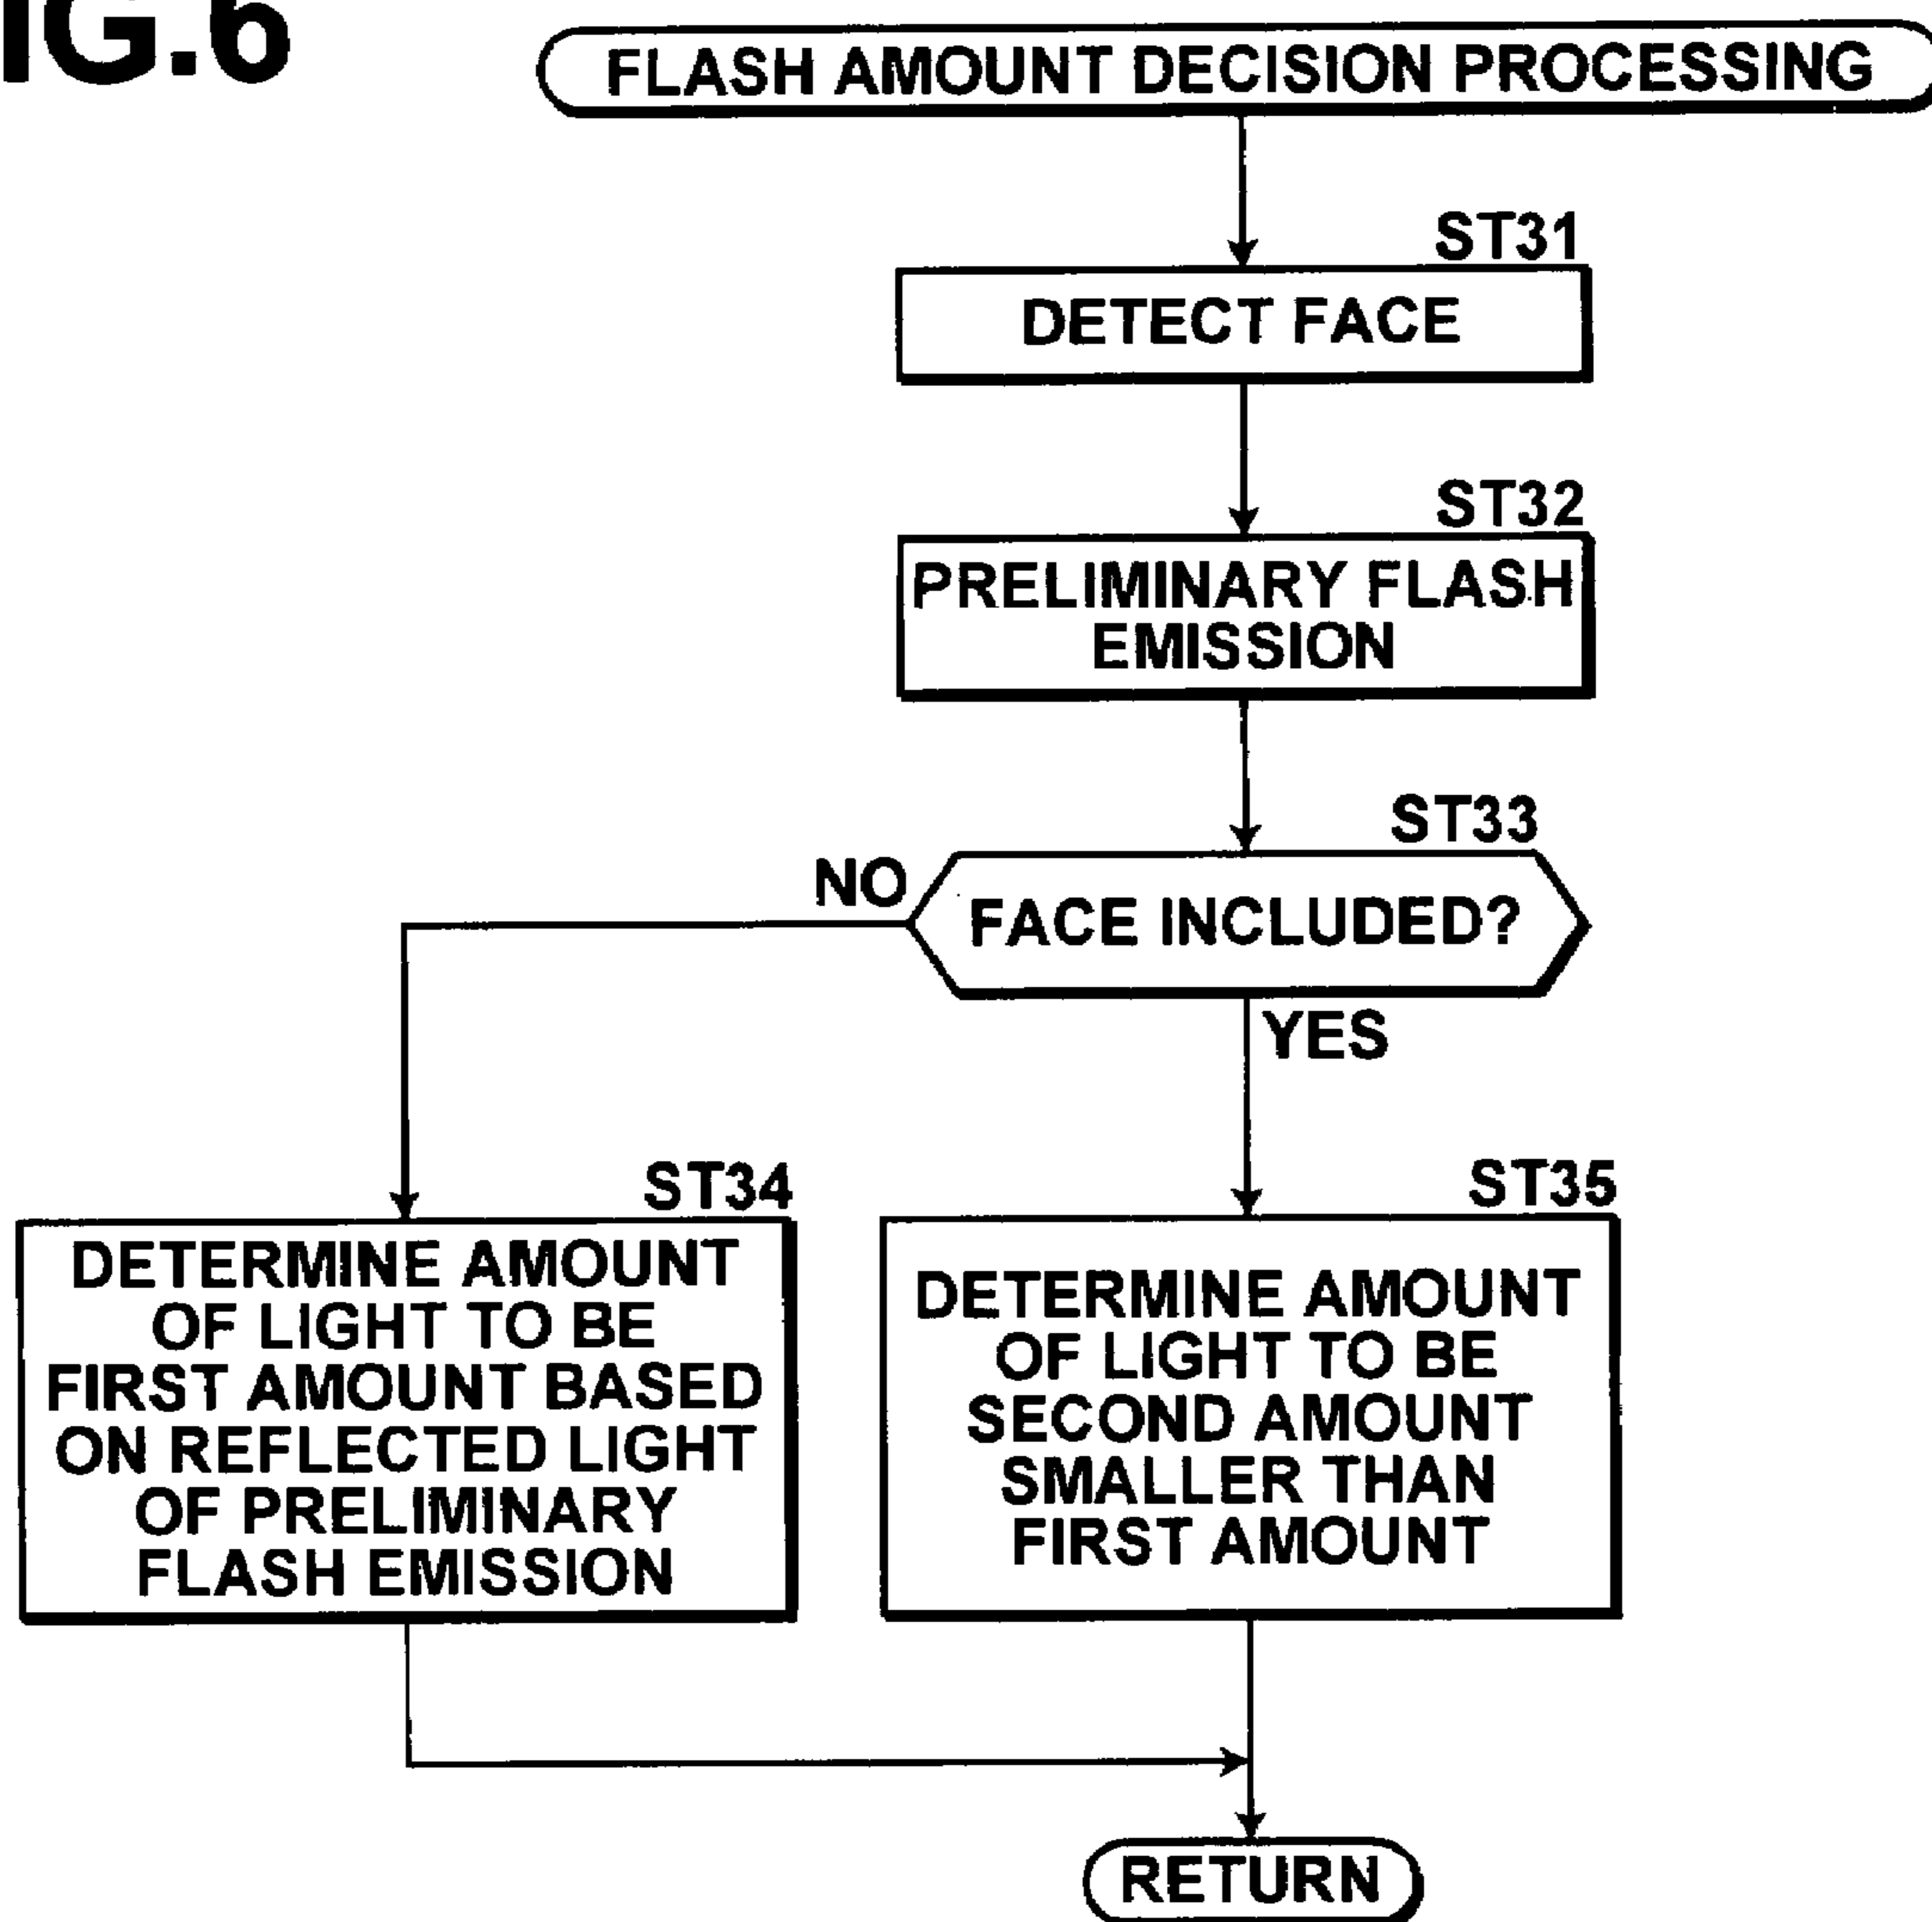 FIG.6
FLASH AMOUNT DECISION PROCESSING
ST31
DETECT FACE
ST32
PRELIMINARY FLASH
EMISSION
ST33
NO
FACE INCLUDED?
YES
ST34
DETERMINE AMOUNT
OF LIGHT TO BE
FIRST AMOUNT BASED
ON REFLECTED LIGHT
OF PRELIMINARY
FLASH EMISSION
ST35
DETERMINE AMOUNT
OF LIGHT TO BE
SECOND AMOUNT
SMALLER THAN
FIRST AMOUNT
RETURN